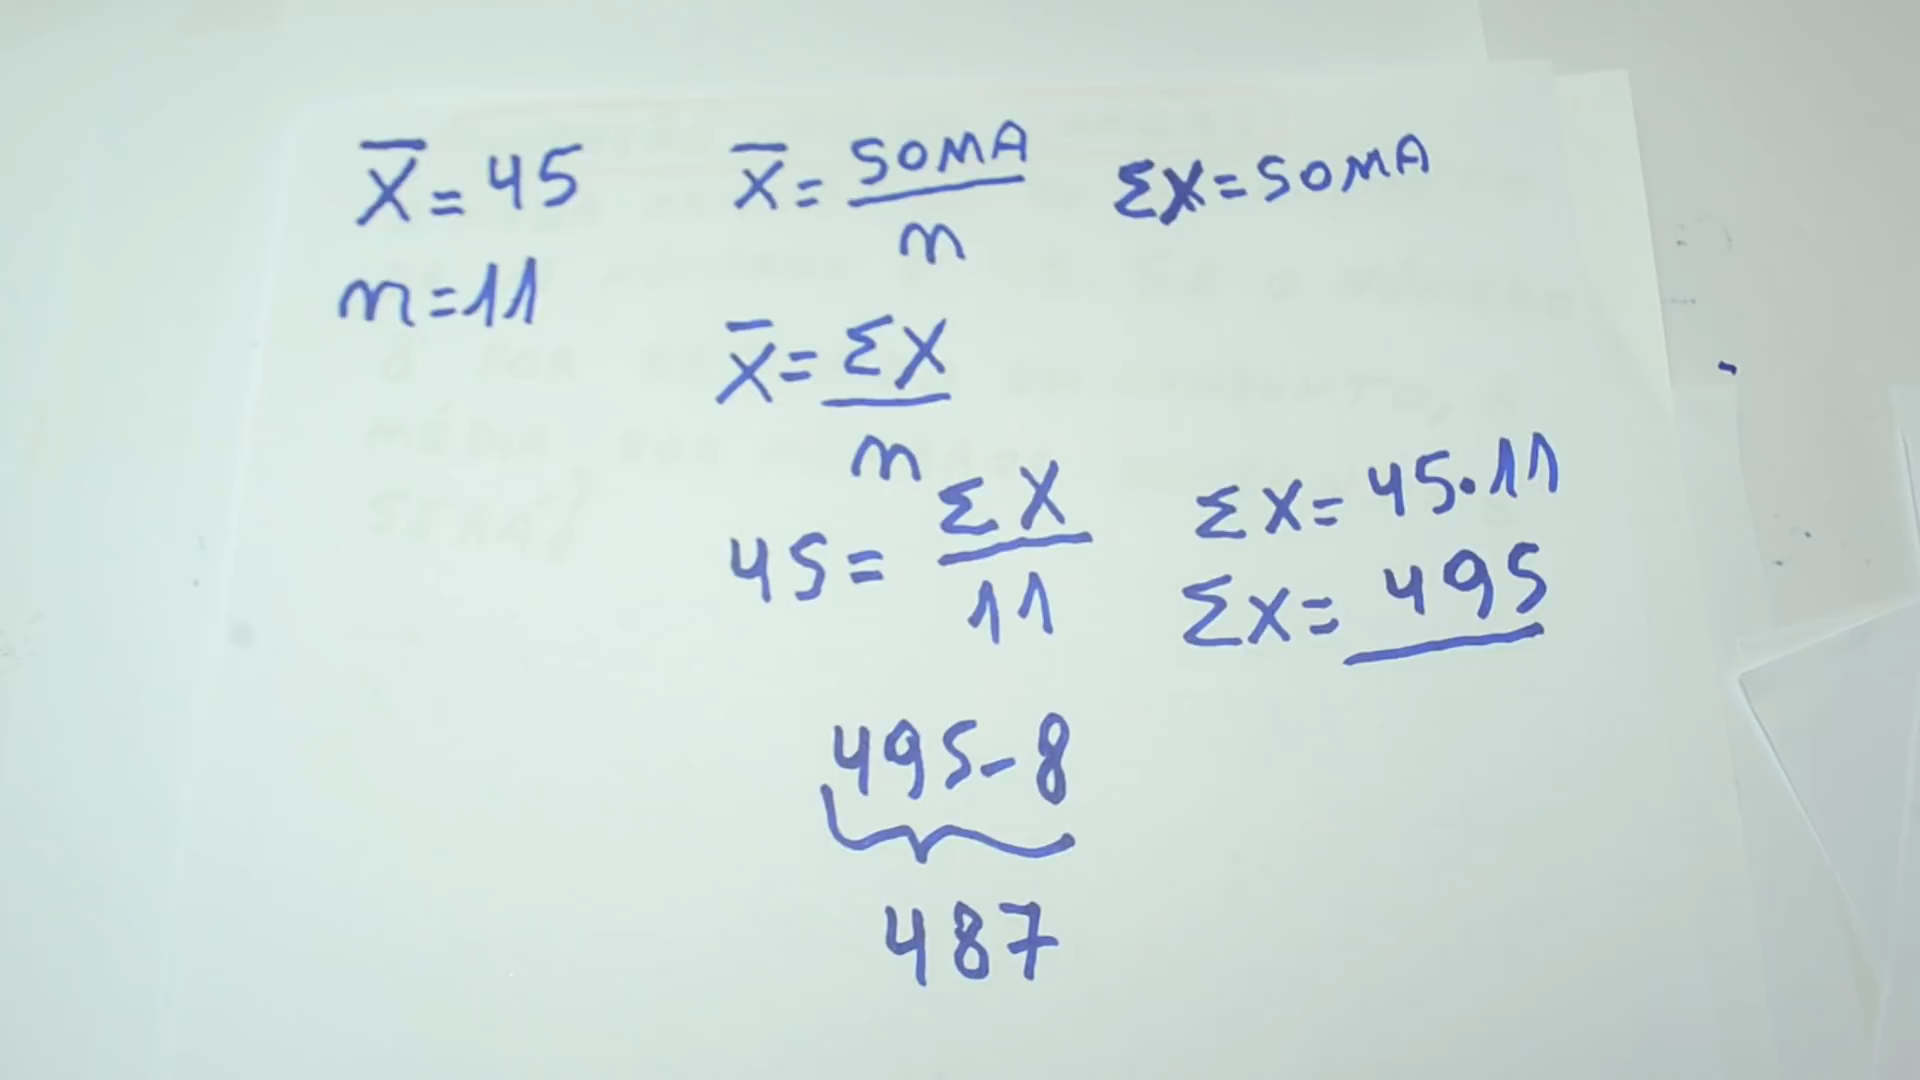 X̅ = 45
n = 11
X̅ = SOMA / n
ΣX = SOMA
X̅ = ΣX / n
45 = ΣX / 11
ΣX = 45 · 11
ΣX = 495
495 - 8
487